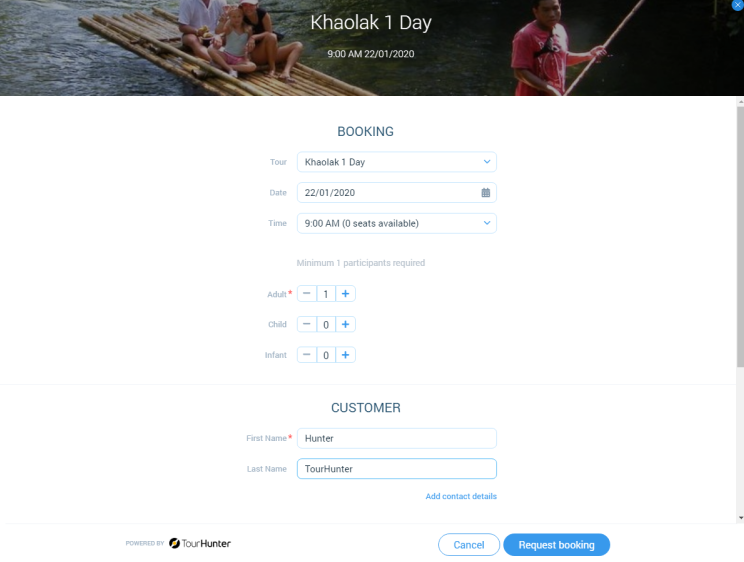 Khaolak 1 Day
9:00 AM 22/01/2020
BOOKING
Tour Khaolak 1 Day
Date 22/01/2020
Time 9:00 AM (0 seats available)
Minimum 1 participants required
Adult* − 1 +
Child − 0 +
Infant − 0 +
CUSTOMER
First Name* Hunter
Last Name TourHunter
Add contact details
POWERED BY TourHunter Cancel Request booking